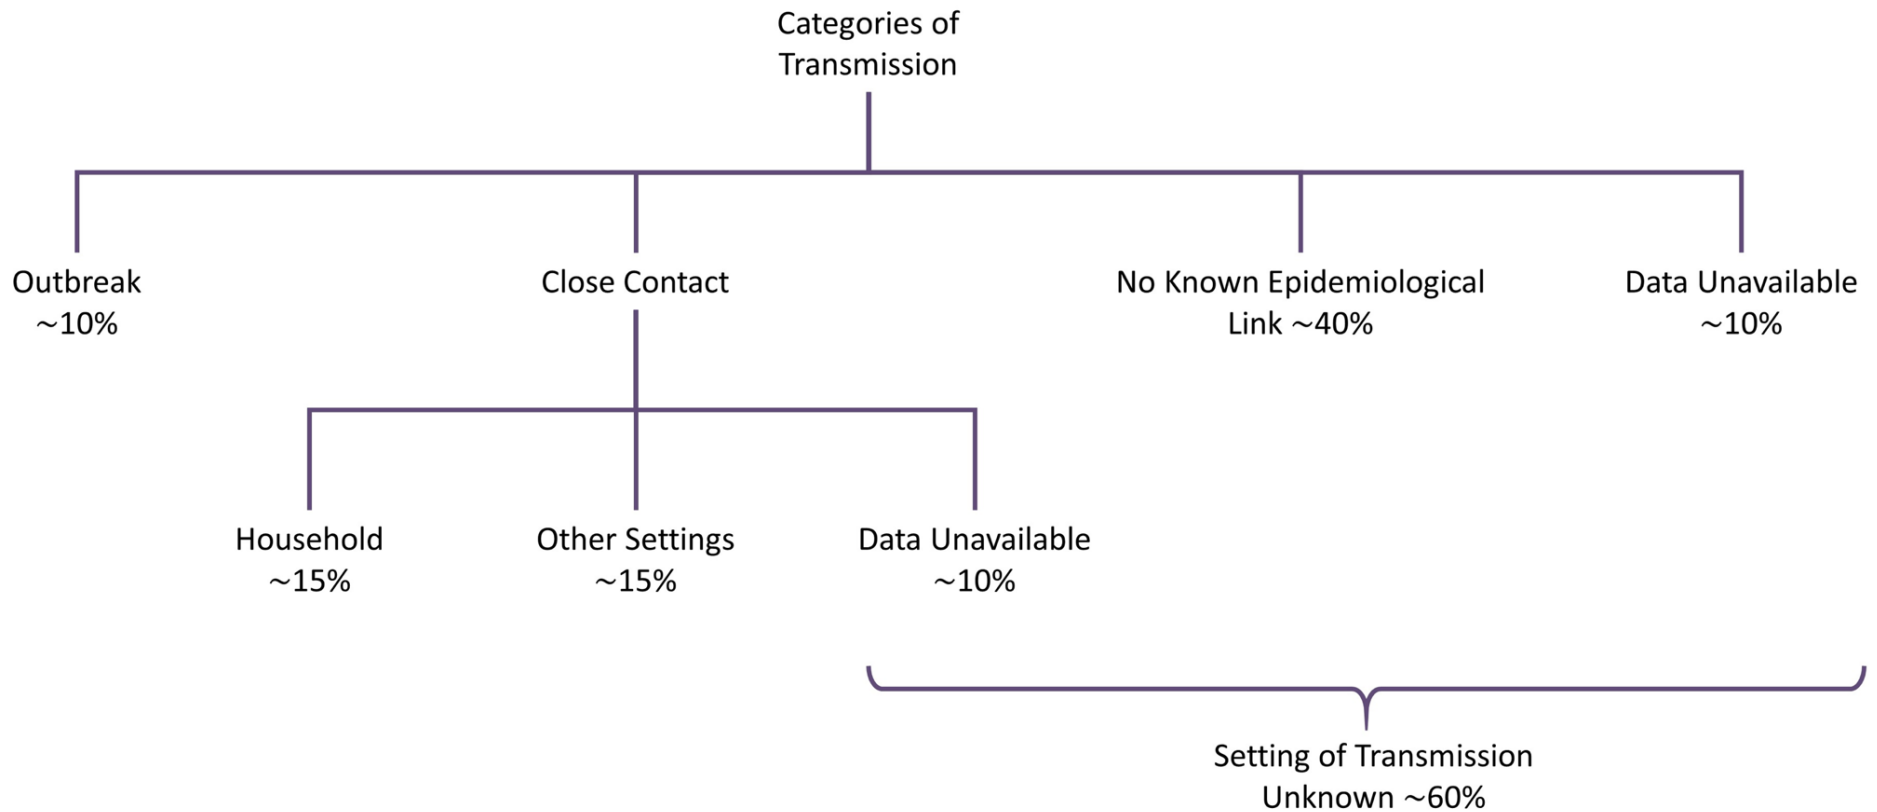 Categories of
Transmission
Outbreak
~10%
Close Contact
No Known Epidemiological
Link ~40%
Data Unavailable
~10%
Household
~15%
Other Settings
~15%
Data Unavailable
~10%
Setting of Transmission
Unknown ~60%